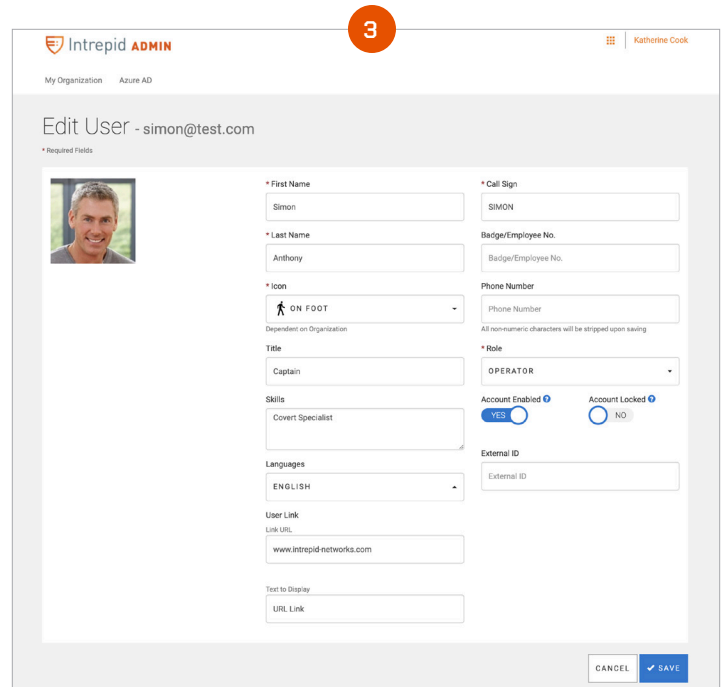 3
Intrepid ADMIN
Katherine Cook
My Organization Azure AD
Edit User - simon@test.com
* Required Fields
* First Name
Simon
* Last Name
Anthony
* Icon
ON FOOT
Dependent on Organization
Title
Captain
Skills
Covert Specialist
Languages
ENGLISH
User Link
Link URL
www.intrepid-networks.com
Text to Display
URL Link
* Call Sign
SIMON
Badge/Employee No.
Badge/Employee No.
Phone Number
Phone Number
All non-numeric characters will be stripped upon saving
* Role
OPERATOR
Account Enabled ? Account Locked ?
YES NO
External ID
External ID
CANCEL SAVE